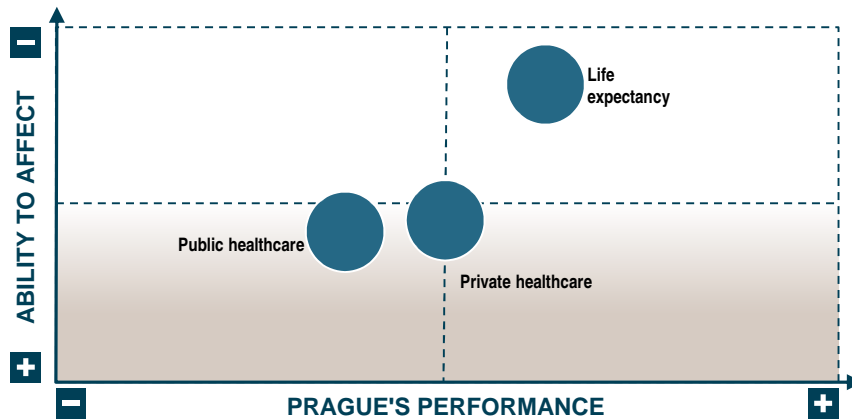 Life
expectancy
Public healthcare
Private healthcare
ABILITY TO AFFECT
PRAGUE'S PERFORMANCE